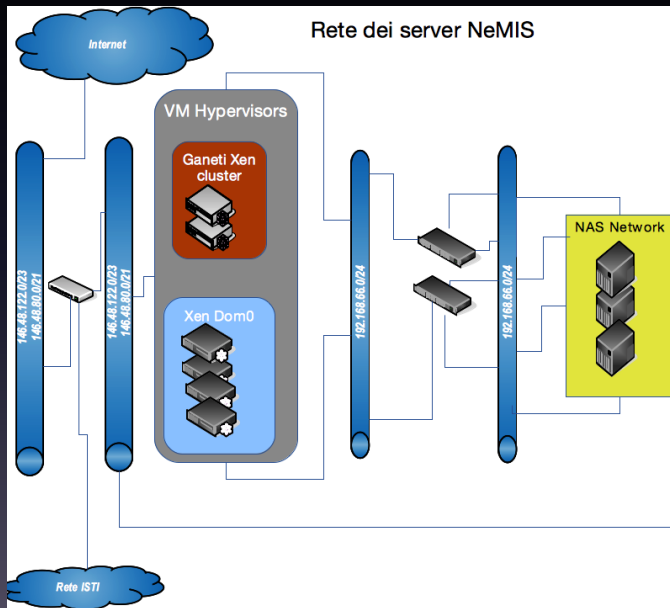 Rete dei server NeMIS
Internet
VM Hypervisors
Ganeti Xen
cluster
Xen Dom0
146.48.122.0/23
146.48.80.0/21
146.48.122.0/23
146.48.80.0/21
192.168.66.0/24
192.168.66.0/24
NAS Network
Rete ISTI